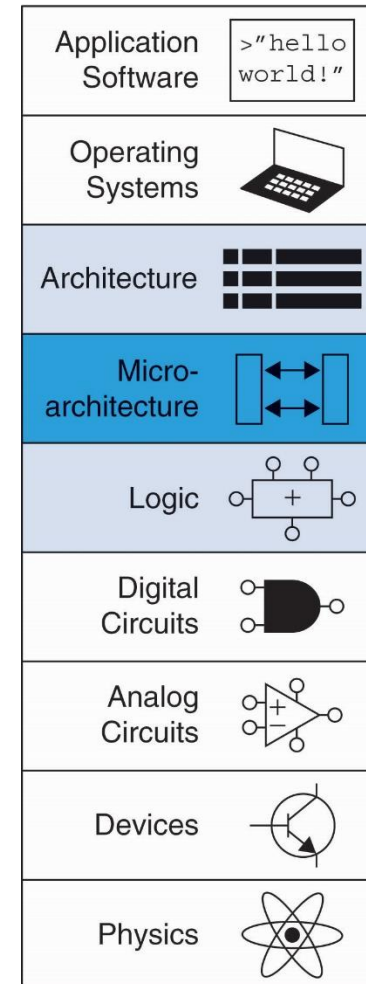 Application
Software
>"hello
world!"
Operating
Systems
Architecture
Micro-
architecture
Logic
+
Digital
Circuits
Analog
Circuits
+
−
Devices
Physics